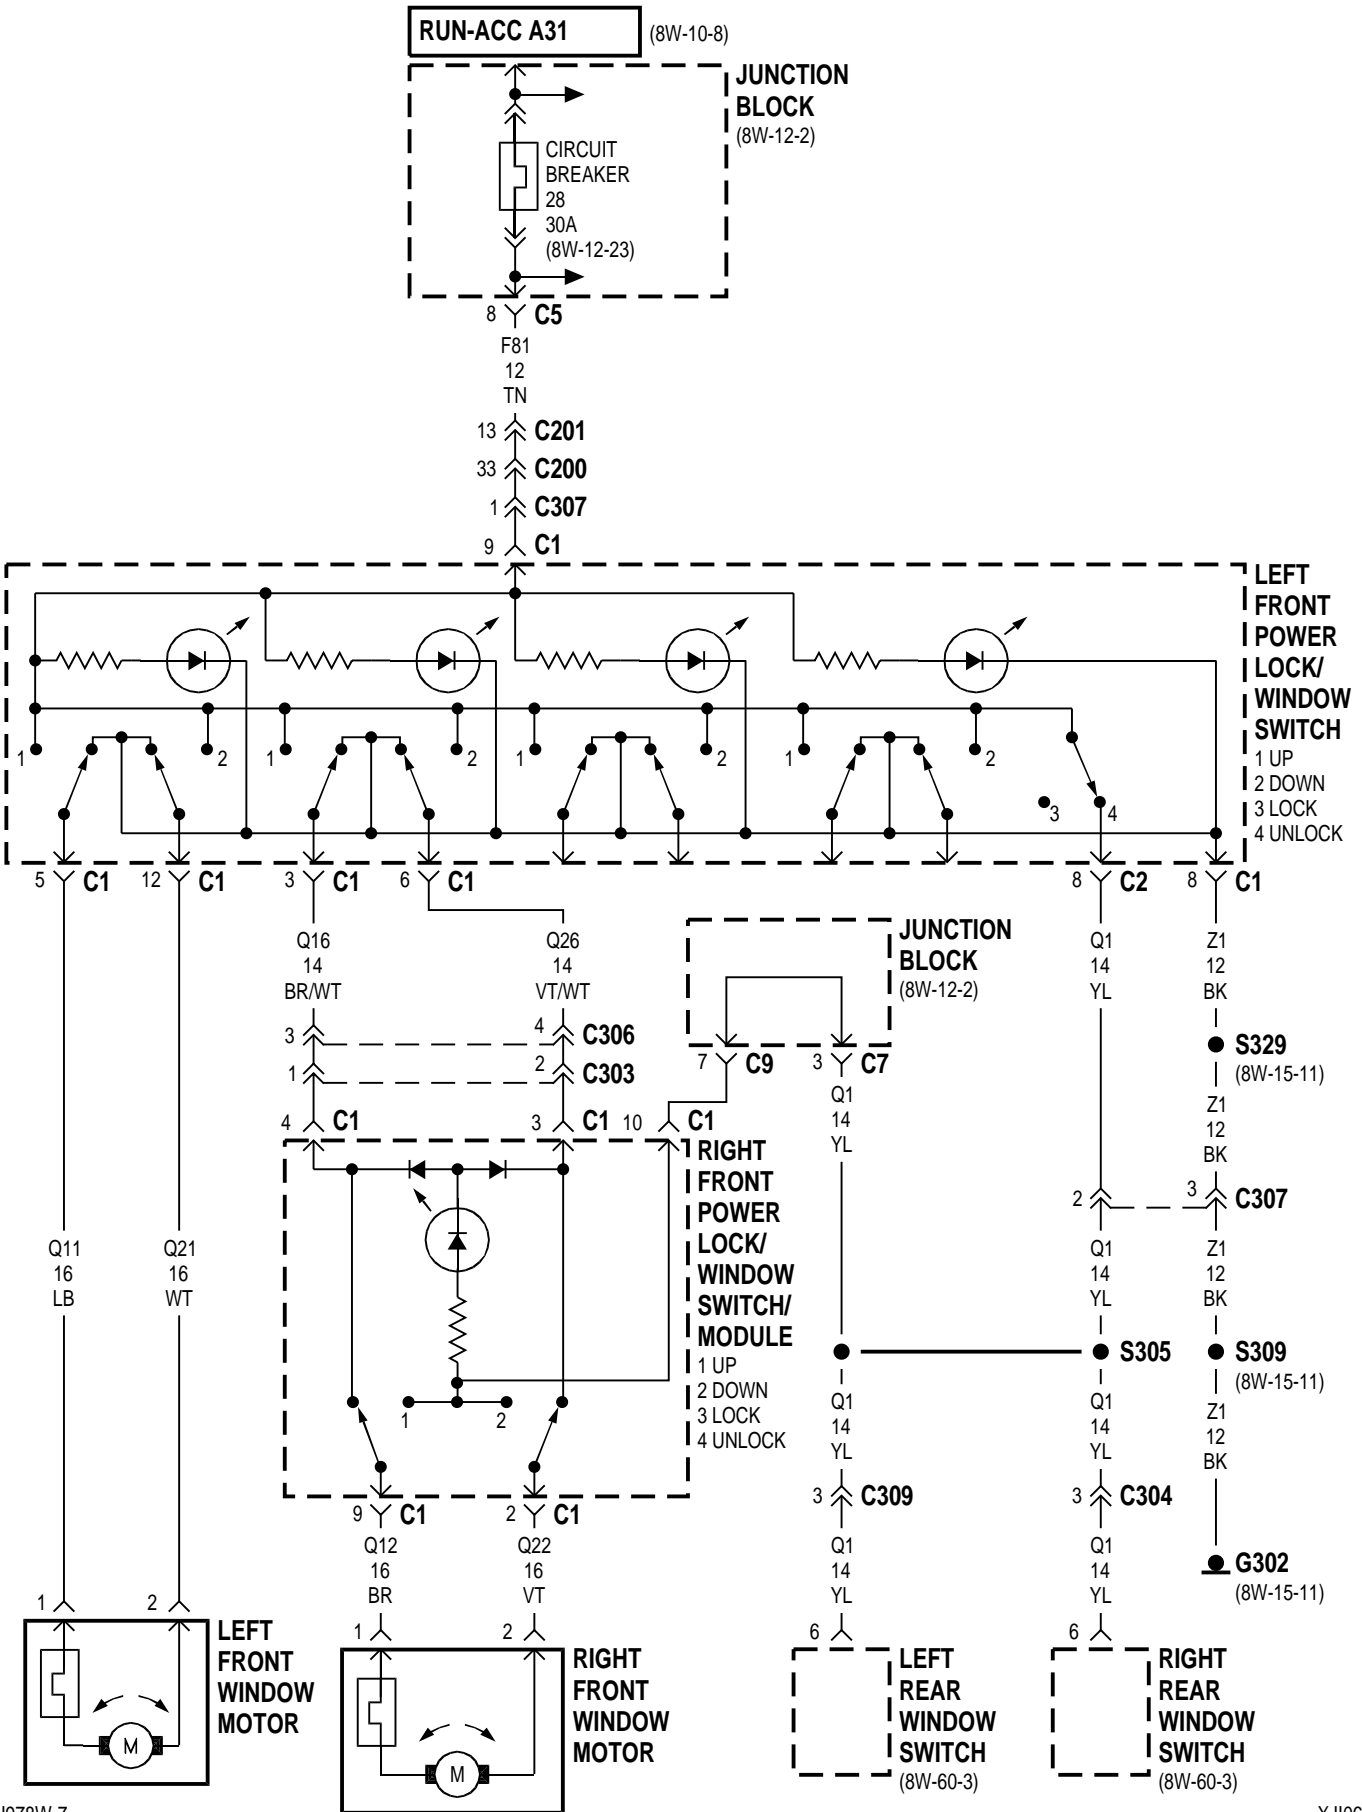 RUN-ACC A31 (8W-10-8)
JUNCTION
BLOCK
(8W-12-2)
CIRCUIT
BREAKER
28
30A
(8W-12-23)
8 C5
F81
12
TN
13 C201
33 C200
1 C307
9 C1
LEFT
FRONT
POWER
LOCK/
WINDOW
SWITCH
1 UP
2 DOWN
3 LOCK
4 UNLOCK
1 2 1 2 1 2 1 2
3 4
5 C1 12 C1 3 C1 6 C1 8 C2 8 C1
Q16
14
BR/WT
Q26
14
VT/WT
JUNCTION
BLOCK
(8W-12-2)
Q1
14
YL
Z1
12
BK
3 4 C306
1 2 C303
7 C9 3 C7
S329
(8W-15-11)
Q1
14
YL
Z1
12
BK
4 C1 3 C1 10 C1
RIGHT
FRONT
POWER
LOCK/
WINDOW
SWITCH/
MODULE
1 UP
2 DOWN
3 LOCK
4 UNLOCK
1 2
2 3 C307
Q11
16
LB
Q21
16
WT
Q1
14
YL
Z1
12
BK
S305
S309
(8W-15-11)
Q1
14
YL
Q1
14
YL
Z1
12
BK
9 C1 2 C1
3 C309
3 C304
Q12
16
BR
Q22
16
VT
Q1
14
YL
Q1
14
YL
G302
(8W-15-11)
1 2
LEFT
FRONT
WINDOW
MOTOR
M
1 2
RIGHT
FRONT
WINDOW
MOTOR
M
6
LEFT
REAR
WINDOW
SWITCH
(8W-60-3)
6
RIGHT
REAR
WINDOW
SWITCH
(8W-60-3)